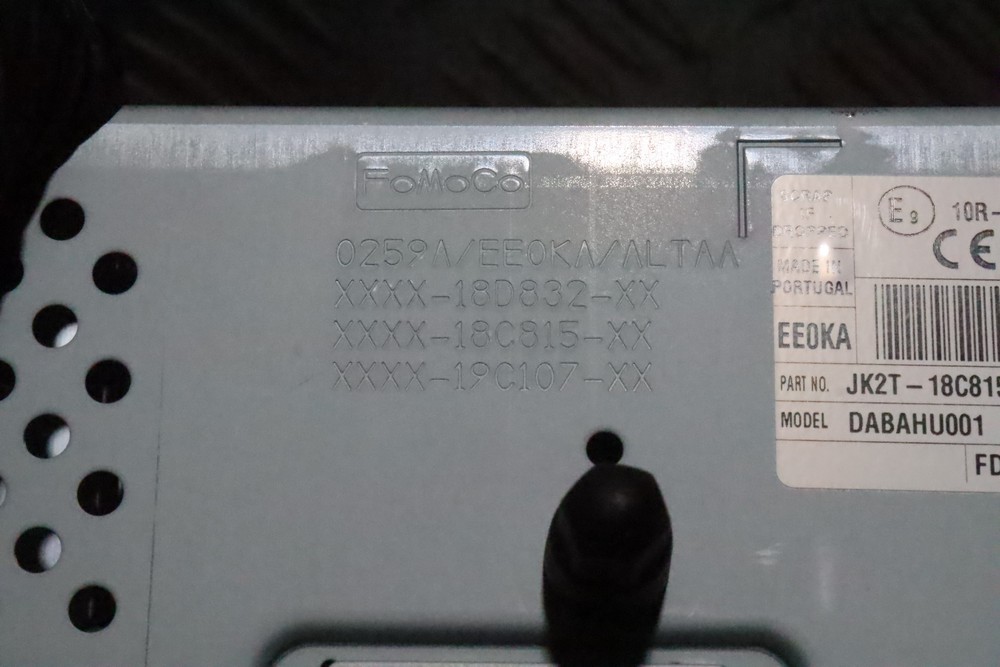 FoMoCo
0259A/EE0KA/ALTAA
XXXX-18D832-XX
XXXX-18C815-XX
XXXX-19C107-XX
E9 10R-
CE
MADE IN
PORTUGAL
EE0KA
PART NO. JK2T-18C815
MODEL DABAHU001
FD